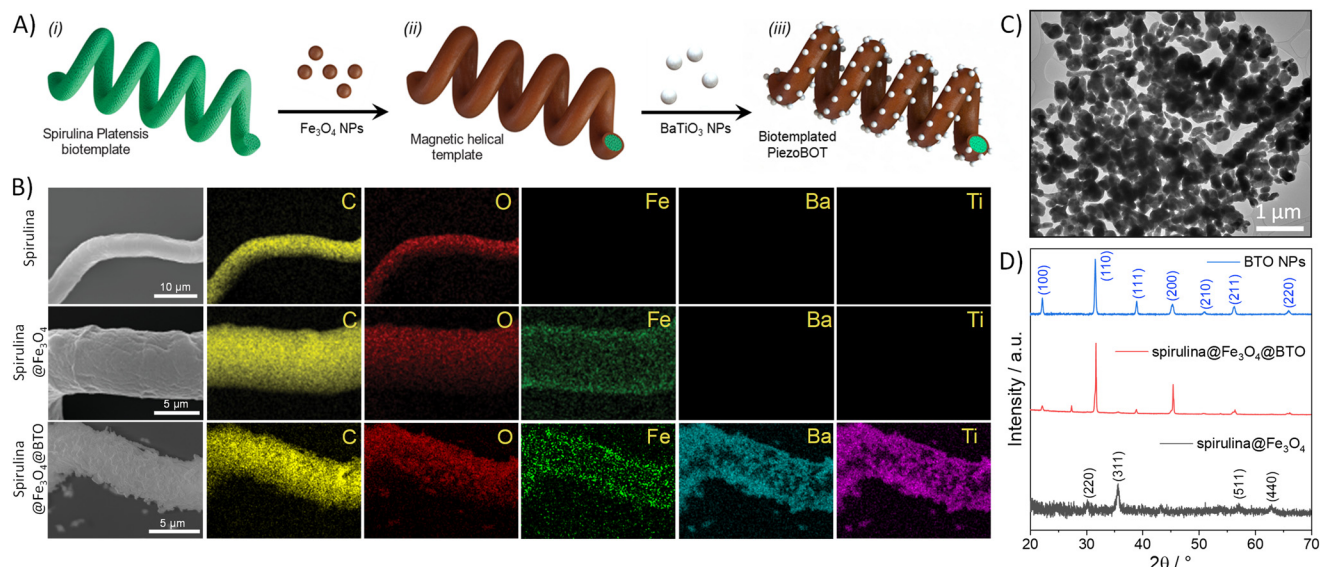 A)
(i)
(ii)
(iii)
Fe₃O₄ NPs
BaTiO₃ NPs
Spirulina Platensis
biotemplate
Magnetic helical
template
Biotemplated
PiezoBOT
B)
Spirulina
C
O
Fe
Ba
Ti
10 µm
Spirulina
@Fe₃O₄
C
O
Fe
Ba
Ti
5 µm
Spirulina
@Fe₃O₄@BTO
C
O
Fe
Ba
Ti
5 µm
C)
1 µm
D)
BTO NPs
(100)
(110)
(111)
(200)
(210)
(211)
(220)
spirulina@Fe₃O₄@BTO
spirulina@Fe₃O₄
(220)
(311)
(511)
(440)
Intensity / a.u.
20 30 40 50 60 70
2θ / °